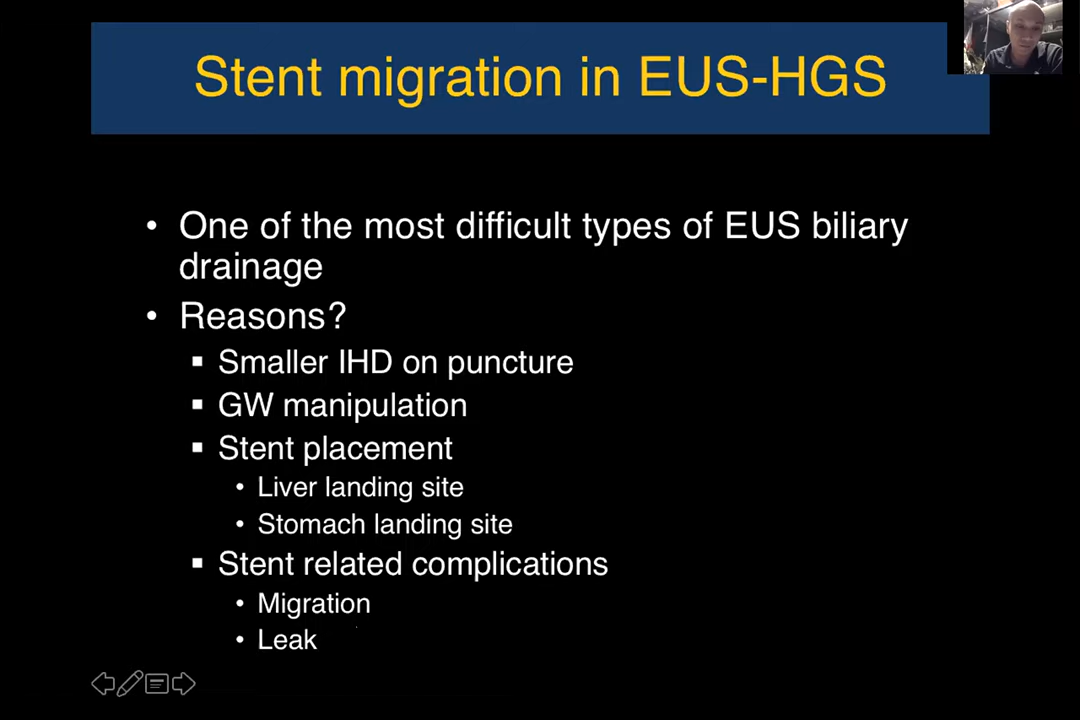 Stent migration in EUS-HGS
• One of the most difficult types of EUS biliary
drainage
• Reasons?
▪ Smaller IHD on puncture
▪ GW manipulation
▪ Stent placement
• Liver landing site
• Stomach landing site
▪ Stent related complications
• Migration
• Leak